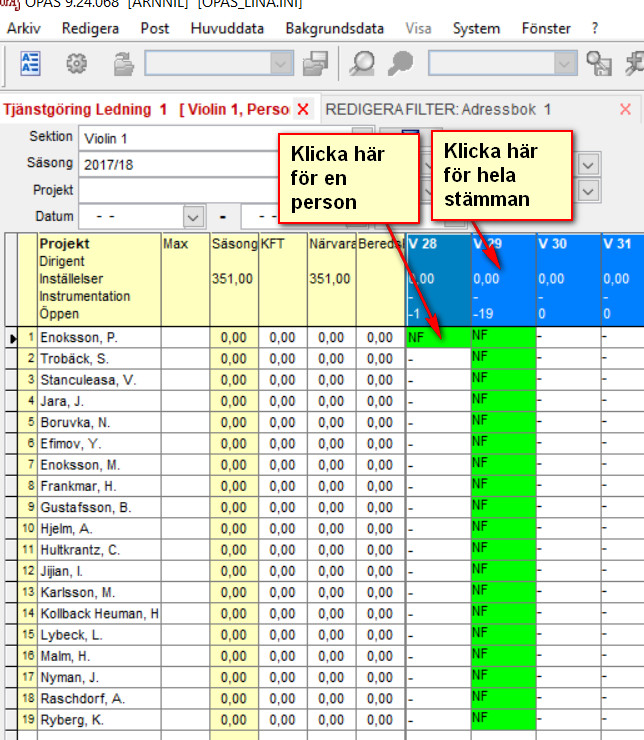 OPAS 9.24.068 [ARNNIL] [OPAS_LINA.INI]
Arkiv Redigera Post Huvuddata Bakgrundsdata Visa System Fönster ?
Tjänstgöring Ledning 1 [ Violin 1, Perso X REDIGERA FILTER: Adressbok 1 X
Sektion Violin 1
Säsong 2017/18
Projekt
Datum - - - - -
Klicka här
för en
person
Klicka här
för hela
stämman
Projekt Max Säsong KFT Närvara Bereds V 28 V 29 V 30 V 31
Dirigent
Inställelser 351,00 351,00 0,00 0,00 0,00 0,00
Instrumentation - - - -
Öppen -1 -19 0 0
1 Enoksson, P. 0,00 0,00 0,00 0,00 NF NF - -
2 Trobäck, S. 0,00 0,00 0,00 0,00 - NF - -
3 Stanculeasa, V. 0,00 0,00 0,00 0,00 - NF - -
4 Jara, J. 0,00 0,00 0,00 0,00 - NF - -
5 Boruvka, N. 0,00 0,00 0,00 0,00 - NF - -
6 Efimov, Y. 0,00 0,00 0,00 0,00 - NF - -
7 Enoksson, M. 0,00 0,00 0,00 0,00 - NF - -
8 Frankmar, H. 0,00 0,00 0,00 0,00 - NF - -
9 Gustafsson, B. 0,00 0,00 0,00 0,00 - NF - -
10 Hjelm, A. 0,00 0,00 0,00 0,00 - NF - -
11 Hultkrantz, C. 0,00 0,00 0,00 0,00 - NF - -
12 Jijian, I. 0,00 0,00 0,00 0,00 - NF - -
13 Karlsson, M. 0,00 0,00 0,00 0,00 - NF - -
14 Kollback Heuman, H 0,00 0,00 0,00 0,00 - NF - -
15 Lybeck, L. 0,00 0,00 0,00 0,00 - NF - -
16 Malm, H. 0,00 0,00 0,00 0,00 - NF - -
17 Nyman, J. 0,00 0,00 0,00 0,00 - NF - -
18 Raschdorf, A. 0,00 0,00 0,00 0,00 - NF - -
19 Ryberg, K. 0,00 0,00 0,00 0,00 - NF - -